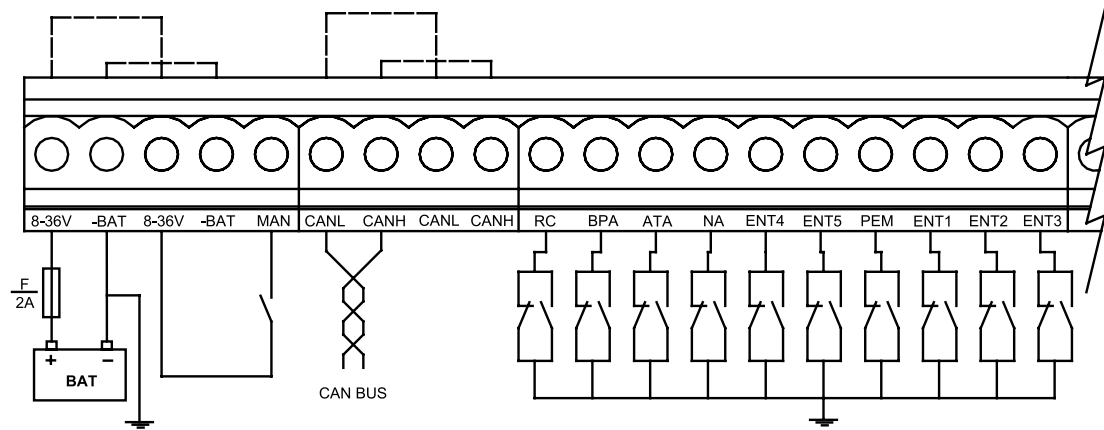 8-36V -BAT 8-36V -BAT MAN CANL CANH CANL CANH RC BPA ATA NA ENT4 ENT5 PEM ENT1 ENT2 ENT3
F
2A
+ −
BAT
CAN BUS